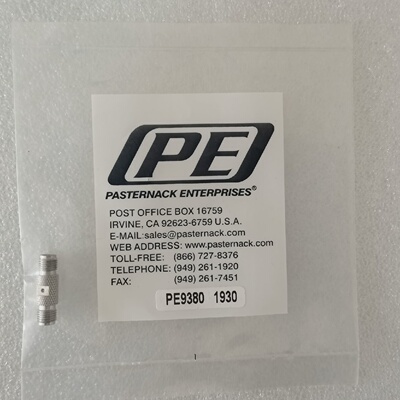 PE
PASTERNACK ENTERPRISES®
POST OFFICE BOX 16759
IRVINE, CA 92623-6759 U.S.A.
E-MAIL:sales@pasternack.com
WEB ADDRESS: www.pasternack.com
TOLL-FREE: (866) 727-8376
TELEPHONE: (949) 261-1920
FAX: (949) 261-7451
PE9380 1930